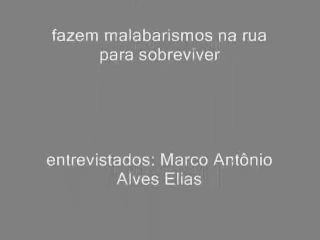 fazem malabarismos na rua
para sobreviver
entrevistados: Marco Antônio
Alves Elias